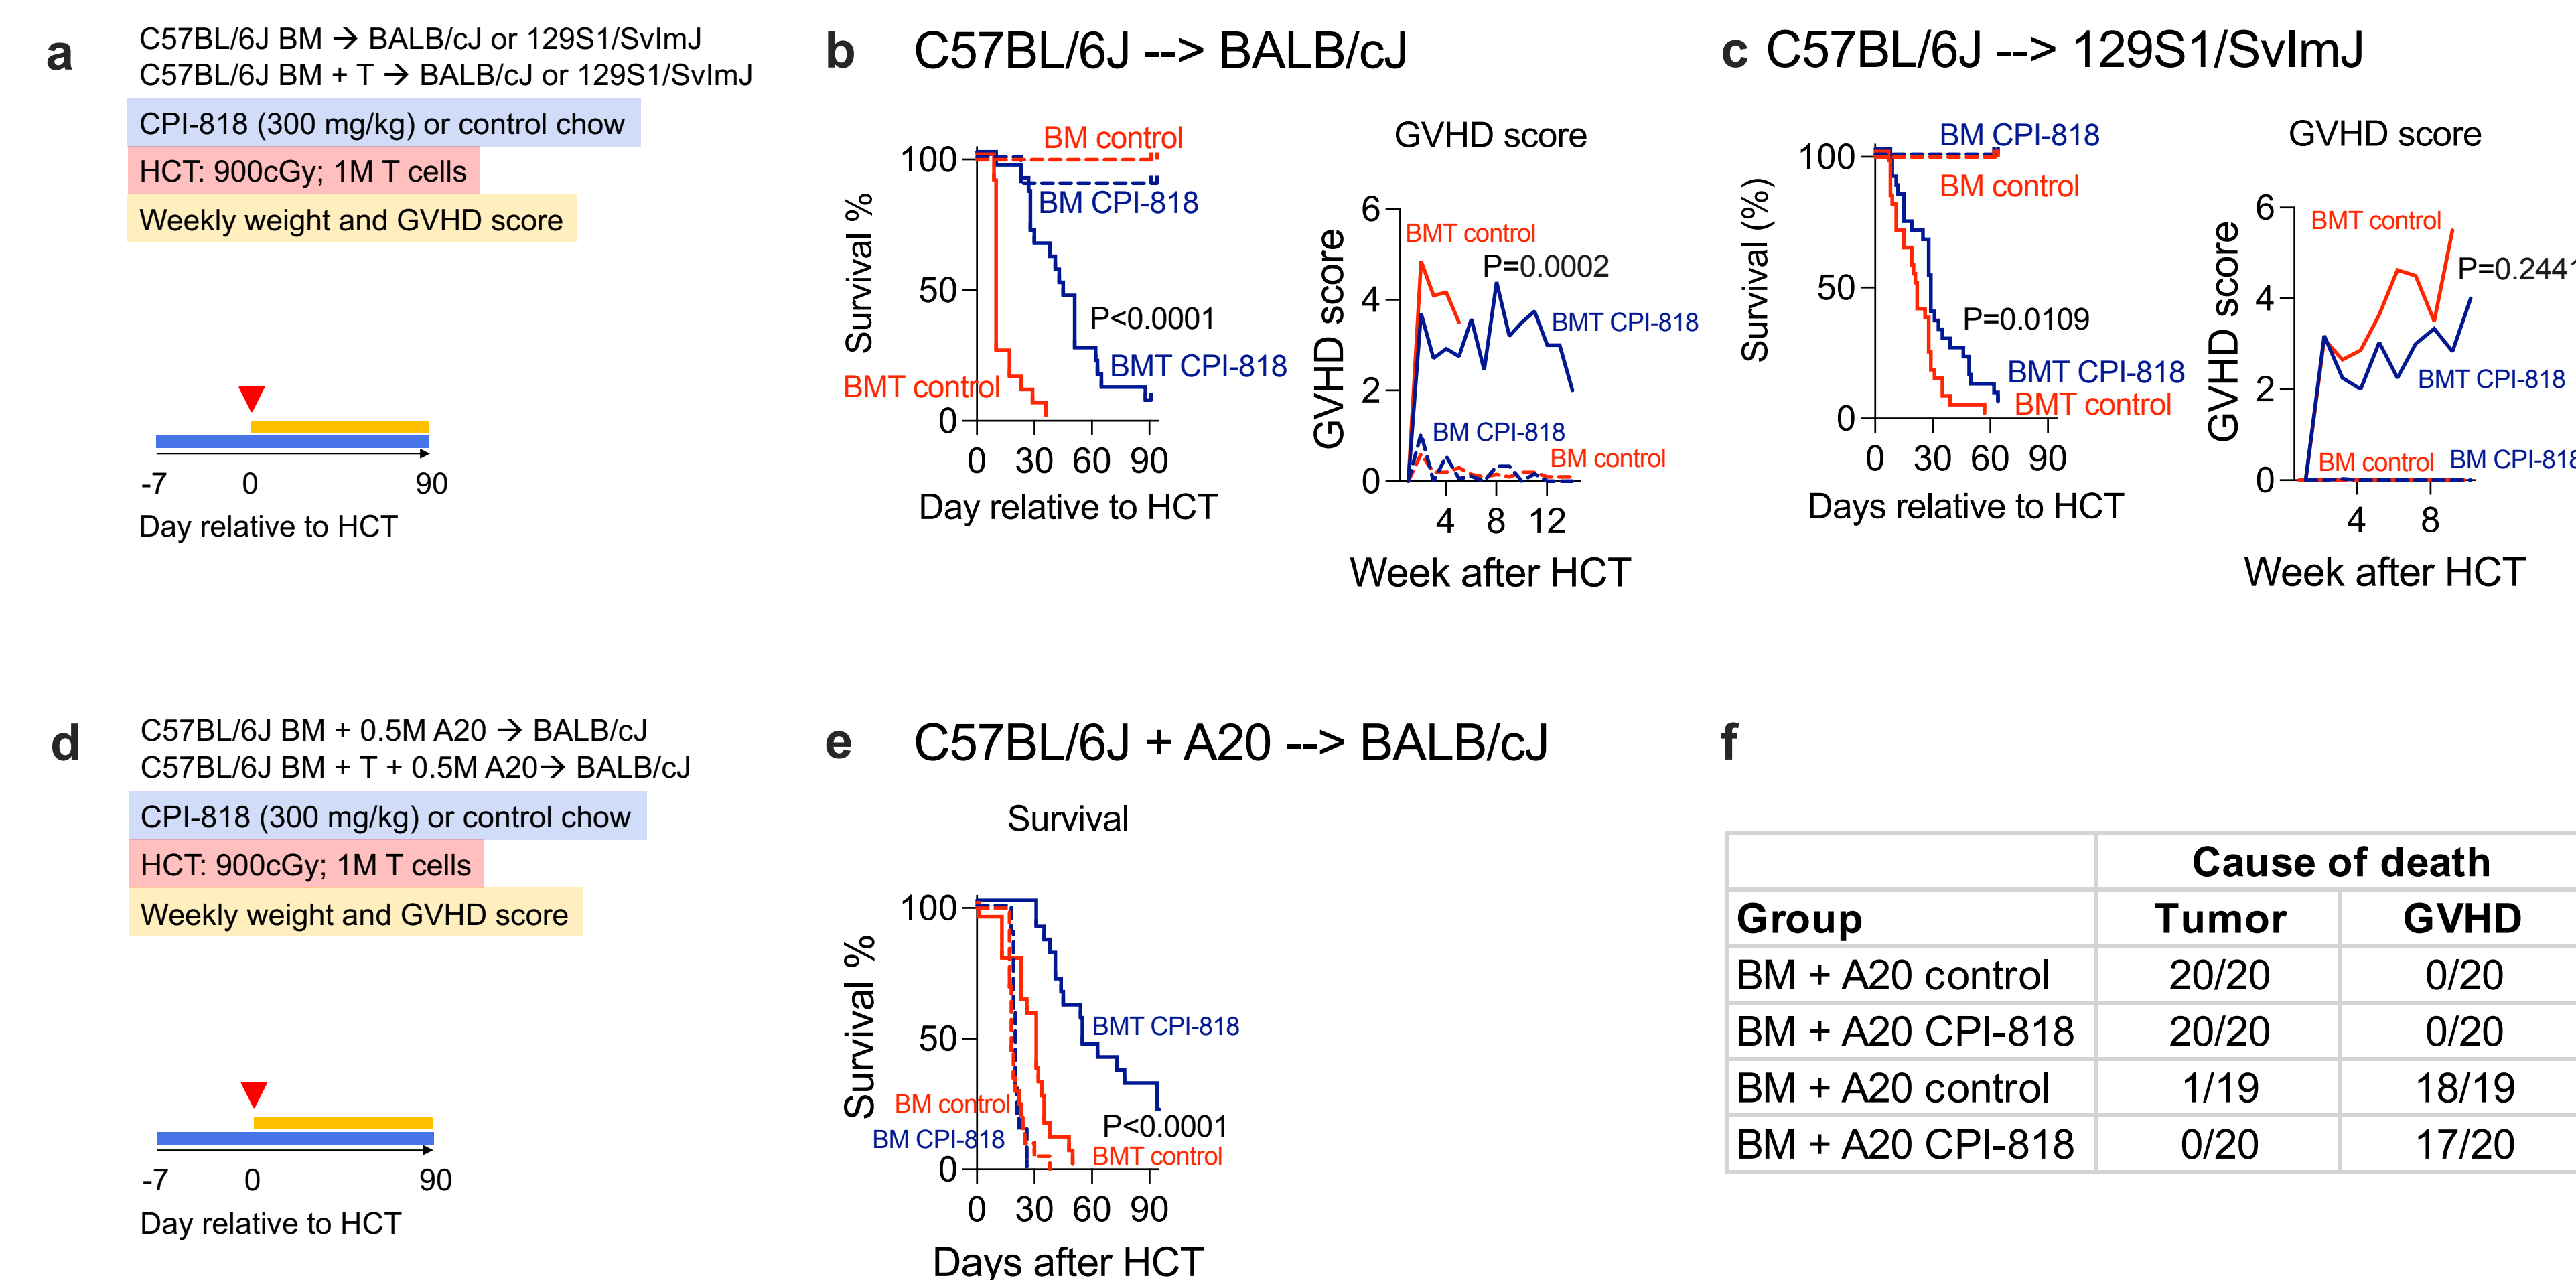 a
C57BL/6J BM → BALB/cJ or 129S1/SvImJ
C57BL/6J BM + T → BALB/cJ or 129S1/SvImJ
CPI-818 (300 mg/kg) or control chow
HCT: 900cGy; 1M T cells
Weekly weight and GVHD score
-7 0 90
Day relative to HCT
b C57BL/6J --> BALB/cJ
Survival %
100
50
0
BM control
BM CPI-818
P<0.0001
BMT CPI-818
BMT control
0 30 60 90
Day relative to HCT
GVHD score
GVHD score
6
4
2
0
BMT control
P=0.0002
BMT CPI-818
BM CPI-818
BM control
4 8 12
Week after HCT
c C57BL/6J --> 129S1/SvImJ
Survival (%)
100
50
0
BM CPI-818
BM control
P=0.0109
BMT CPI-818
BMT control
0 30 60 90
Days relative to HCT
GVHD score
GVHD score
6
4
2
0
BMT control
P=0.2441
BMT CPI-818
BM control BM CPI-818
4 8
Week after HCT
d
C57BL/6J BM + 0.5M A20 → BALB/cJ
C57BL/6J BM + T + 0.5M A20→ BALB/cJ
CPI-818 (300 mg/kg) or control chow
HCT: 900cGy; 1M T cells
Weekly weight and GVHD score
-7 0 90
Day relative to HCT
e C57BL/6J + A20 --> BALB/cJ
Survival
Survival %
100
50
0
BMT CPI-818
BM control
P<0.0001
BM CPI-818
BMT control
0 30 60 90
Days after HCT
f
Cause of death
Group Tumor GVHD
BM + A20 control 20/20 0/20
BM + A20 CPI-818 20/20 0/20
BM + A20 control 1/19 18/19
BM + A20 CPI-818 0/20 17/20